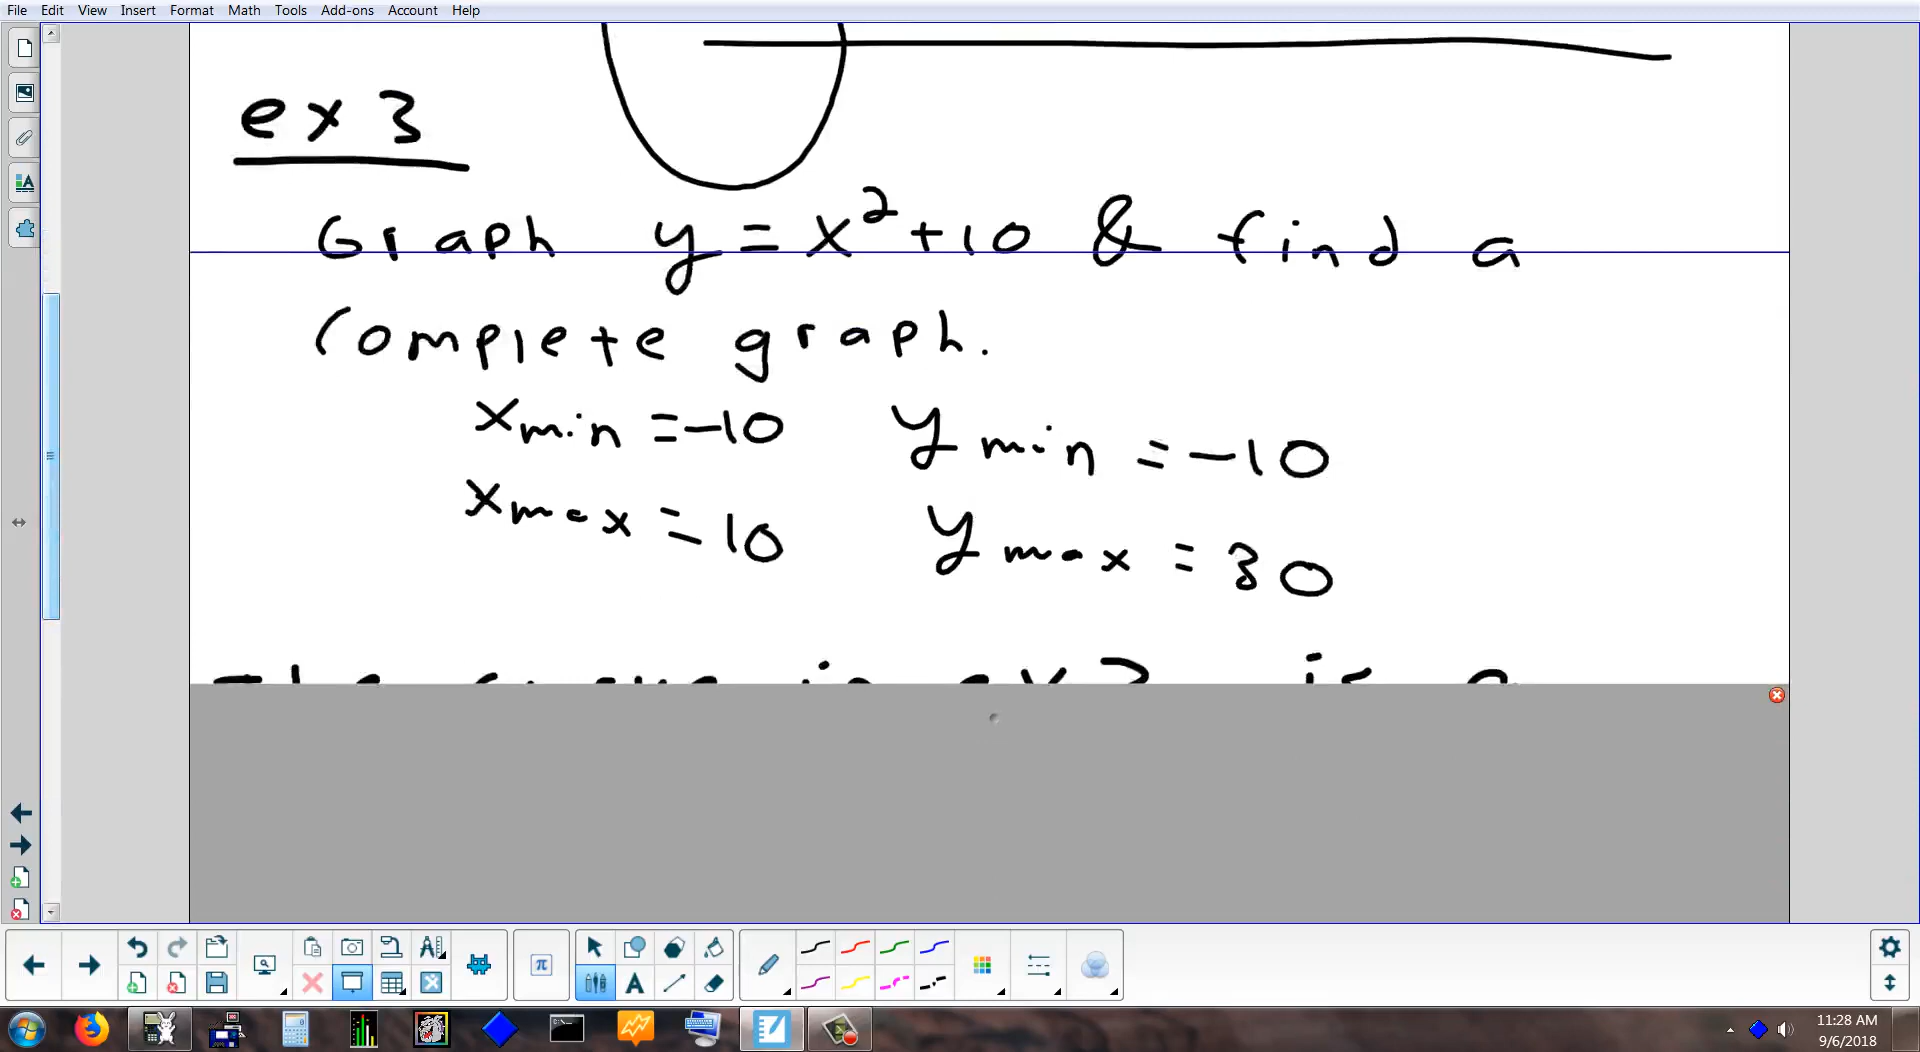 File Edit View Insert Format Math Tools Add-ons Account Help
ex 3
Graph y = x² + 10 & find a
complete graph.
xmin = -10 ymin = -10
xmax = 10 ymax = 30
π
A
11:28 AM
9/6/2018